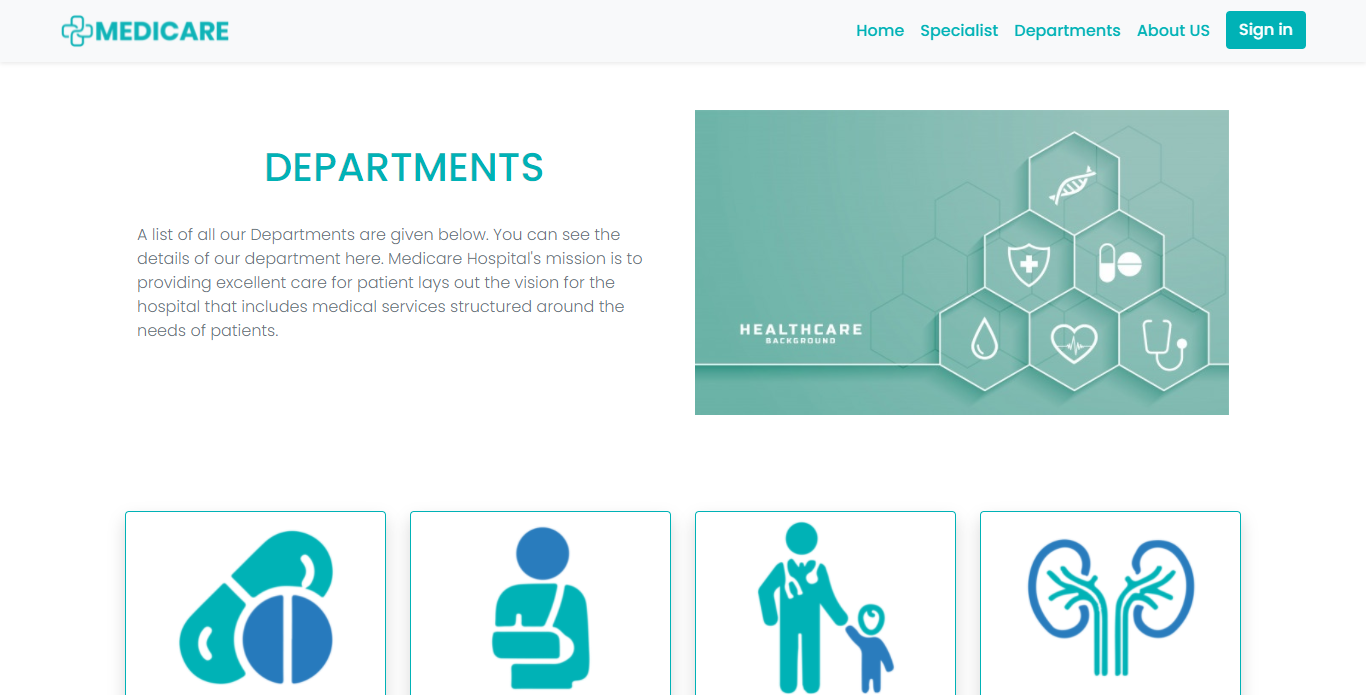 MEDICARE
Home Specialist Departments About US Sign in
DEPARTMENTS
A list of all our Departments are given below. You can see the
details of our department here. Medicare Hospital's mission is to
providing excellent care for patient lays out the vision for the
hospital that includes medical services structured around the
needs of patients.
HEALTHCARE
BACKGROUND